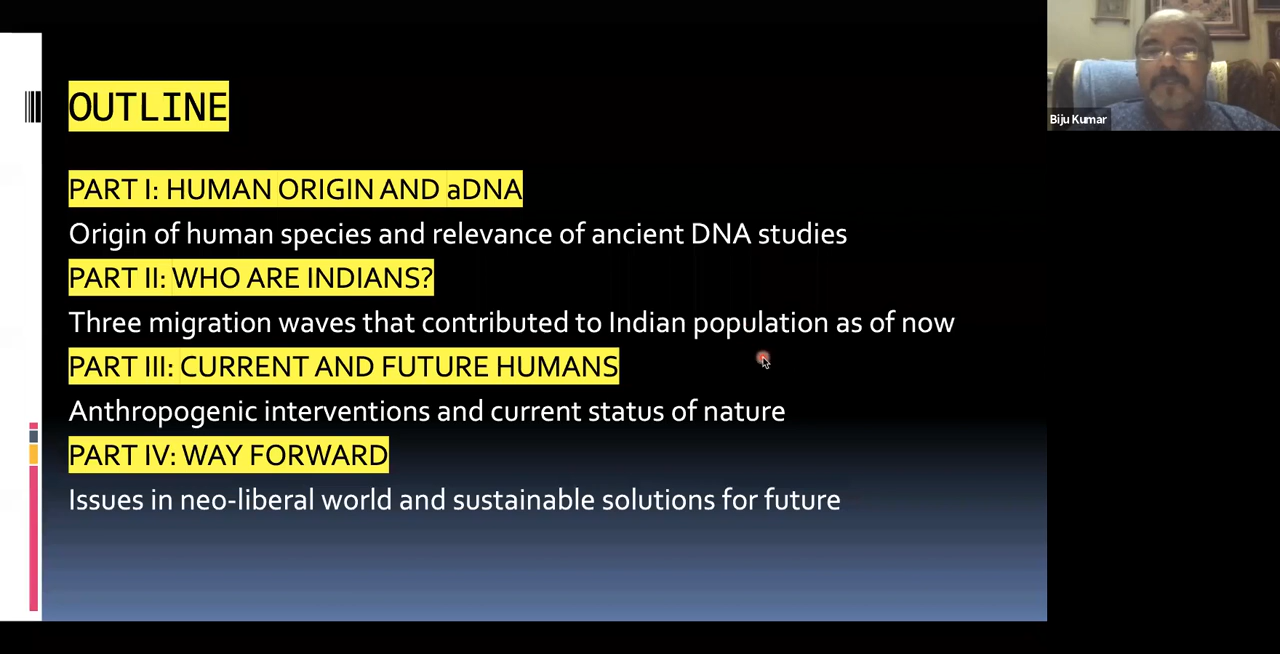 OUTLINE
PART I: HUMAN ORIGIN AND aDNA
Origin of human species and relevance of ancient DNA studies
PART II: WHO ARE INDIANS?
Three migration waves that contributed to Indian population as of now
PART III: CURRENT AND FUTURE HUMANS
Anthropogenic interventions and current status of nature
PART IV: WAY FORWARD
Issues in neo-liberal world and sustainable solutions for future
Biju Kumar